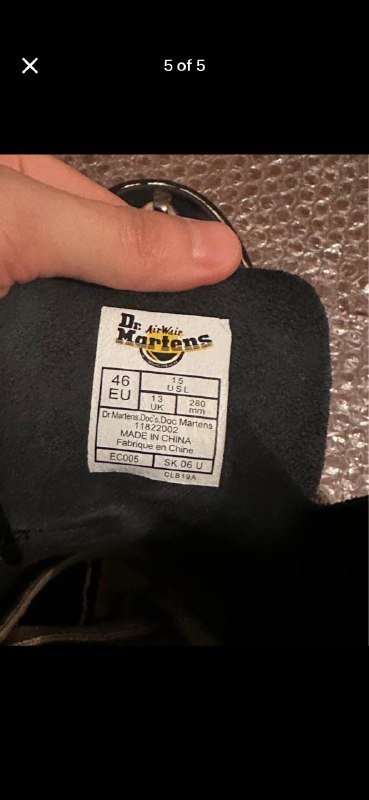 5 of 5
Dr. AirWair
Martens
46 EU
15 USL
13 UK
280 mm
Dr.Martens.Doc's.Doc Martens
11822002
MADE IN CHINA
Fabrique en Chine
EC005
SK 06 U
CLB19A